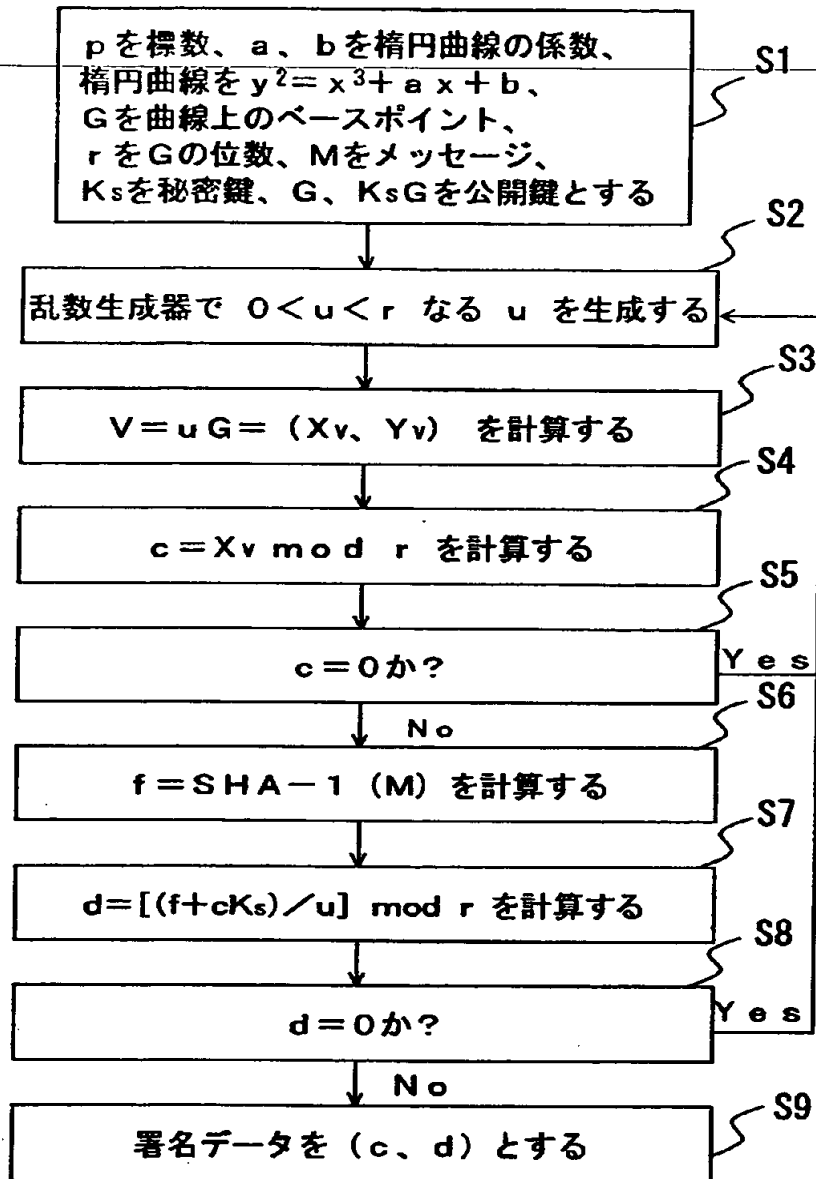 pを標数、a、bを楕円曲線の係数、
楕円曲線を y²=x³+ax+b、
Gを曲線上のベースポイント、
rをGの位数、Mをメッセージ、
Ksを秘密鍵、G、KsGを公開鍵とする
S1
S2
乱数生成器で 0<u<r なる u を生成する
S3
V=uG=(Xv、Yv) を計算する
S4
c=Xv mod r を計算する
S5
c=0か?
Yes
No
S6
f=SHA-1(M)を計算する
S7
d=[(f+cKs)/u] mod r を計算する
S8
d=0か?
Yes
No
S9
署名データを(c、d)とする